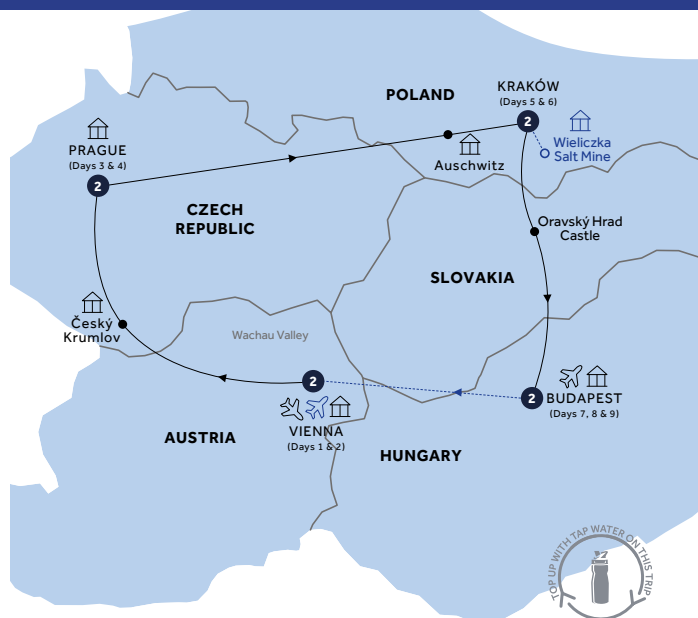 POLAND
KRAKÓW
(Days 5 & 6)
2
Wieliczka
Salt Mine
Auschwitz
PRAGUE
(Days 3 & 4)
2
CZECH
REPUBLIC
Oravský Hrad
Castle
SLOVAKIA
Český
Krumlov
Wachau Valley
2
VIENNA
(Days 1 & 2)
2
BUDAPEST
(Days 7, 8 & 9)
AUSTRIA
HUNGARY
TOP UP WITH TAP WATER ON THIS TRIP